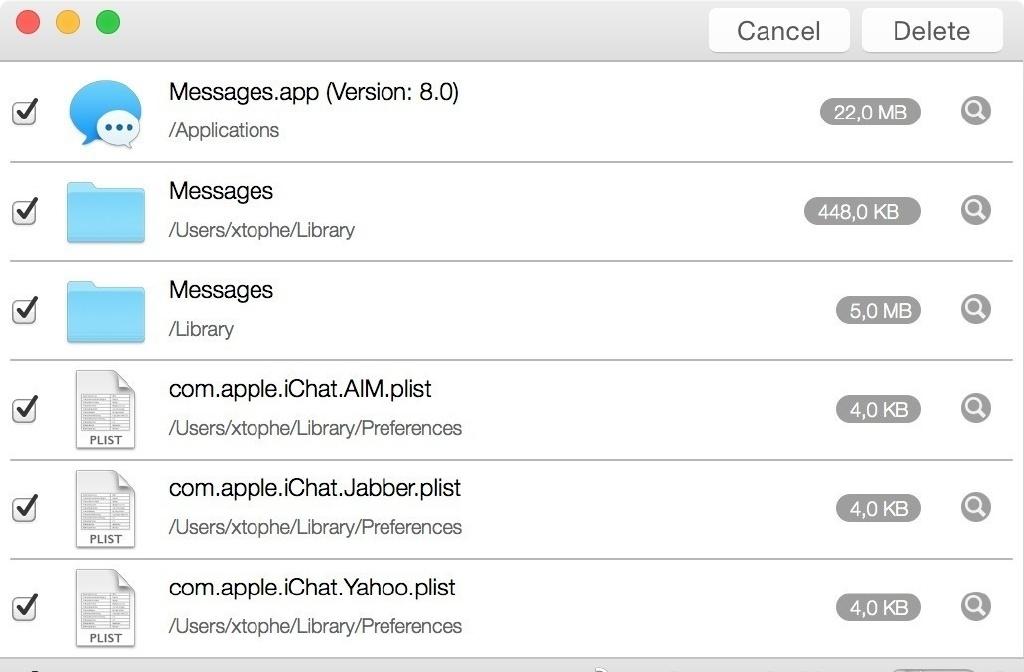 Cancel Delete
Messages.app (Version: 8.0)
/Applications
22,0 MB
Messages
/Users/xtophe/Library
448,0 KB
Messages
/Library
5,0 MB
com.apple.iChat.AIM.plist
/Users/xtophe/Library/Preferences
PLIST
4,0 KB
com.apple.iChat.Jabber.plist
/Users/xtophe/Library/Preferences
PLIST
4,0 KB
com.apple.iChat.Yahoo.plist
/Users/xtophe/Library/Preferences
PLIST
4,0 KB